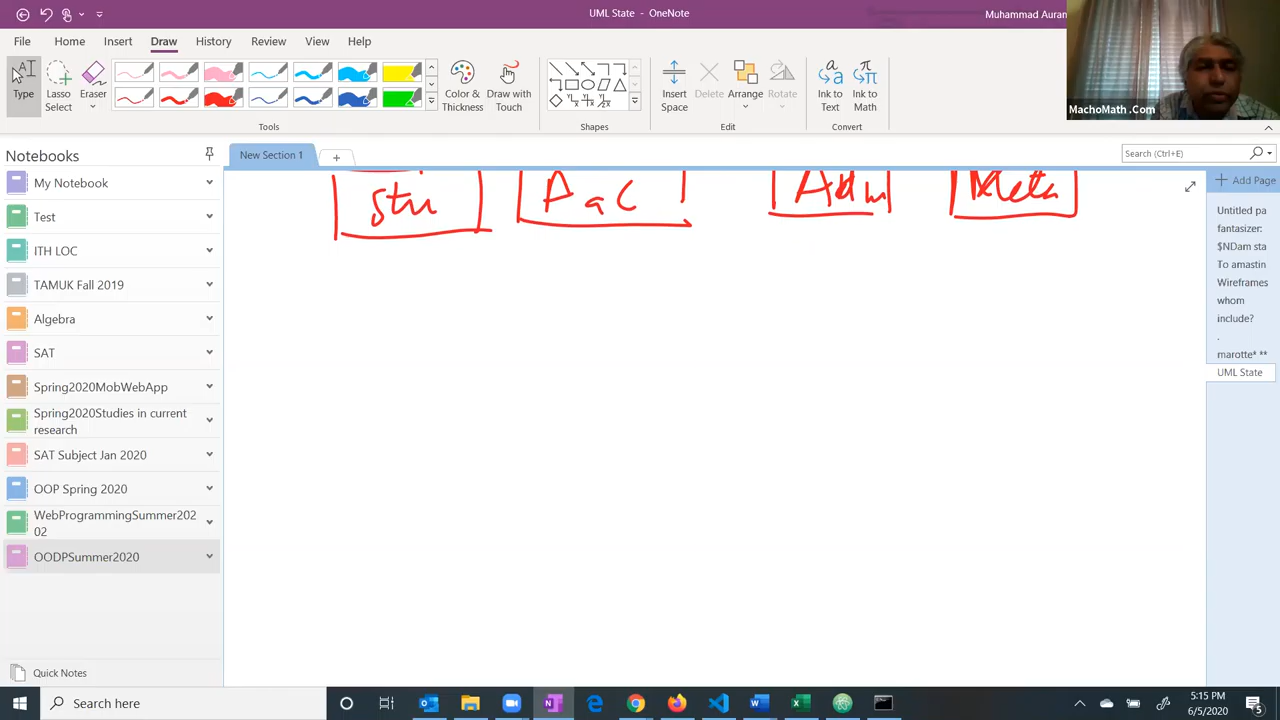 UML State - OneNote
Muhammad Auran
File Home Insert Draw History Review View Help
Type
Lasso Select
Eraser
Color & Thickness
Draw with Touch
Insert Space
Delete
Arrange
Rotate
Ink to Text
Ink to Math
Tools
Shapes
Edit
Convert
MachoMath .Com
Notebooks
New Section 1
Search (Ctrl+E)
My Notebook
Test
ITH LOC
TAMUK Fall 2019
Algebra
SAT
Spring2020MobWebApp
Spring2020Studies in current
research
SAT Subject Jan 2020
OOP Spring 2020
WebProgrammingSummer202
02
OODPSummer2020
Quick Notes
Adm
Add Page
Untitled pa
fantasizer:
$NDam sta
To amastin
Wireframes
whom
include?
.
marotte* **
UML State
Search here
5:15 PM
6/5/2020
5